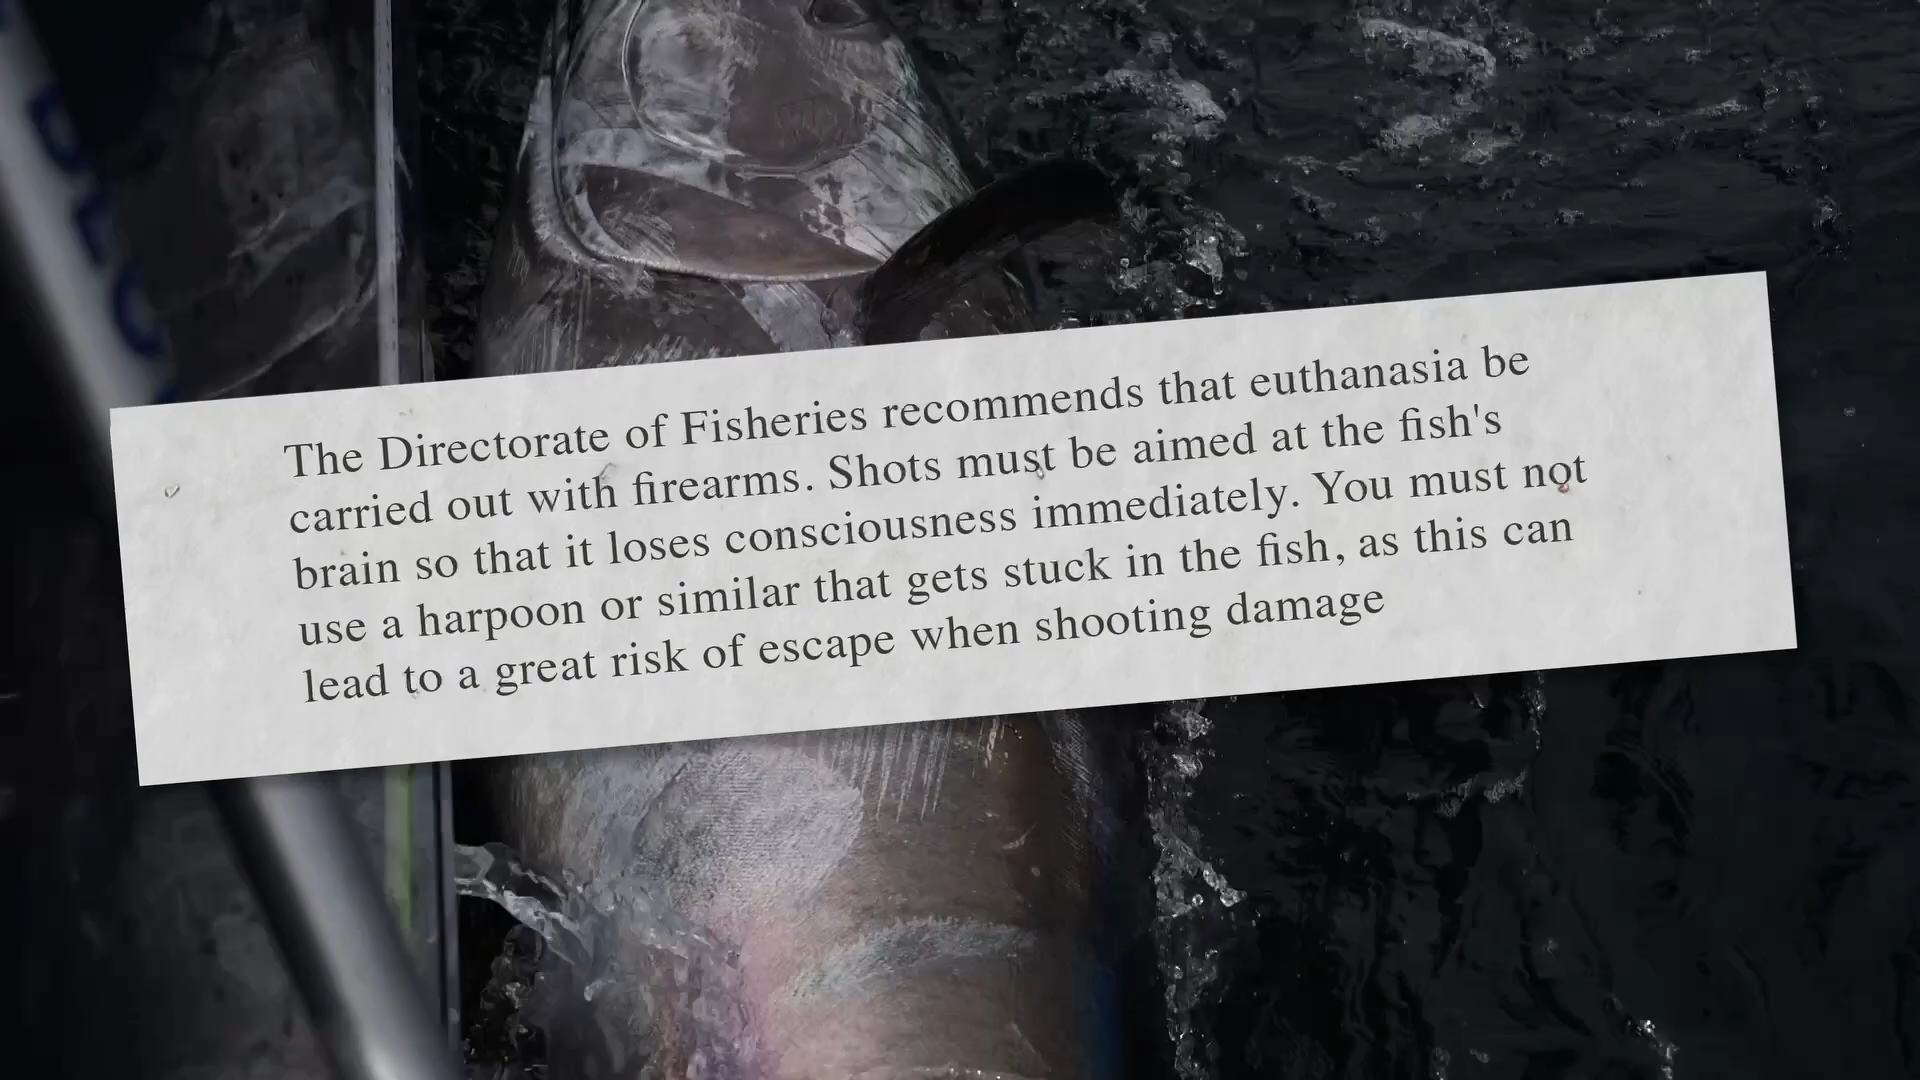 The Directorate of Fisheries recommends that euthanasia be
carried out with firearms. Shots must be aimed at the fish's
brain so that it loses consciousness immediately. You must not
use a harpoon or similar that gets stuck in the fish, as this can
lead to a great risk of escape when shooting damage